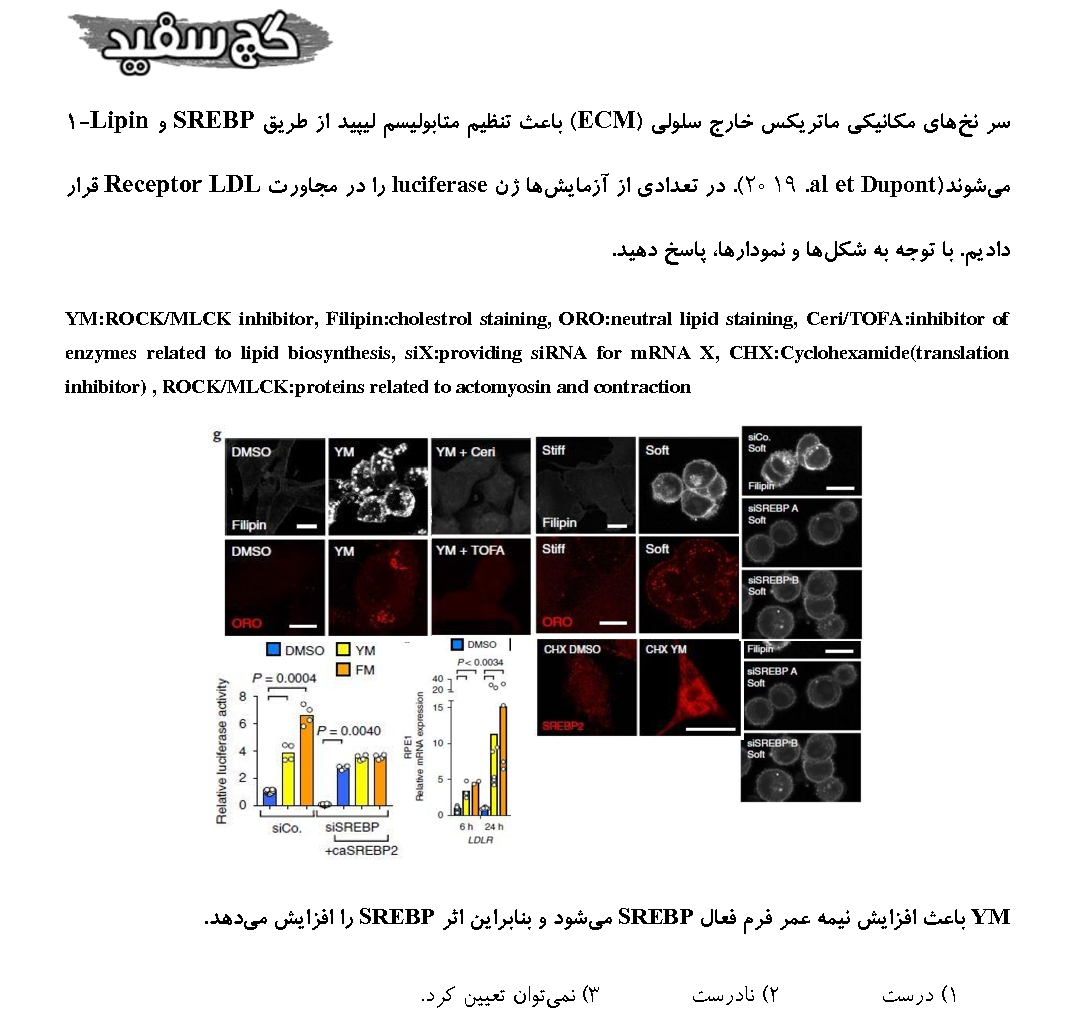 گچ سفید
سر نخ‌های مکانیکی ماتریکس خارج سلولی (ECM) باعث تنظیم متابولیسم لیپید از طریق SREBP و ۱-Lipin
می‌شوند(al et Dupont. ۲۰۱۹). در تعدادی از آزمایش‌ها ژن luciferase را در مجاورت Receptor LDL قرار
دادیم. با توجه به شکل‌ها و نمودارها، پاسخ دهید.
YM:ROCK/MLCK inhibitor, Filipin:cholestrol staining, ORO:neutral lipid staining, Ceri/TOFA:inhibitor of
enzymes related to lipid biosynthesis, siX:providing siRNA for mRNA X, CHX:Cyclohexamide(translation
inhibitor) , ROCK/MLCK:proteins related to actomyosin and contraction
g
DMSO YM YM + Ceri Stiff Soft
Filipin Filipin
DMSO YM YM + TOFA Stiff Soft
ORO ORO
siCo.
Soft
Filipin
siSREBP A
Soft
siSREBP B
Soft
Filipin
siSREBP A
Soft
siSREBP B
Soft
CHX DMSO CHX YM
SREBP2
DMSO YM
FM
P = 0.0004
P = 0.0040
Relative luciferase activity
8
6
4
2
0
siCo. siSREBP
+caSREBP2
DMSO
P < 0.0034
RPE1
Relative mRNA expression
40
20
15
10
5
0
6 h 24 h
LDLR
YM باعث افزایش نیمه عمر فرم فعال SREBP می‌شود و بنابراین اثر SREBP را افزایش می‌دهد.
۱) درست ۲) نادرست ۳) نمی‌توان تعیین کرد.